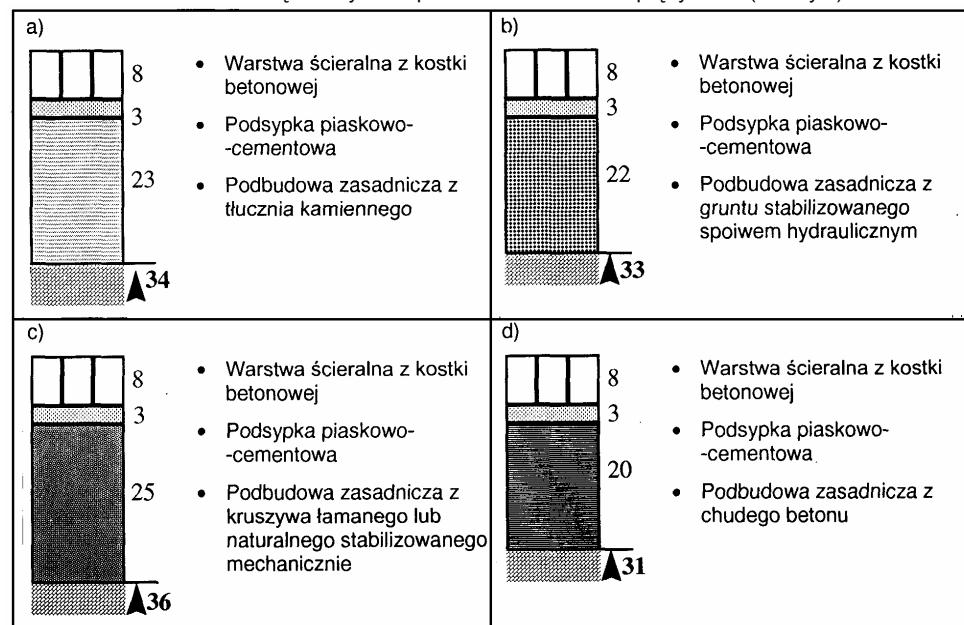 a)
8
3
23
34
• Warstwa ścieralna z kostki
betonowej
• Podsypka piaskowo-
-cementowa
• Podbudowa zasadnicza z
tłucznia kamiennego
b)
8
3
22
33
• Warstwa ścieralna z kostki
betonowej
• Podsypka piaskowo-
-cementowa
• Podbudowa zasadnicza z
gruntu stabilizowanego
spoiwem hydraulicznym
c)
8
3
25
36
• Warstwa ścieralna z kostki
betonowej
• Podsypka piaskowo-
-cementowa
• Podbudowa zasadnicza z
kruszywa łamanego lub
naturalnego stabilizowanego
mechanicznie
d)
8
3
20
31
• Warstwa ścieralna z kostki
betonowej
• Podsypka piaskowo-
-cementowa
• Podbudowa zasadnicza z
chudego betonu